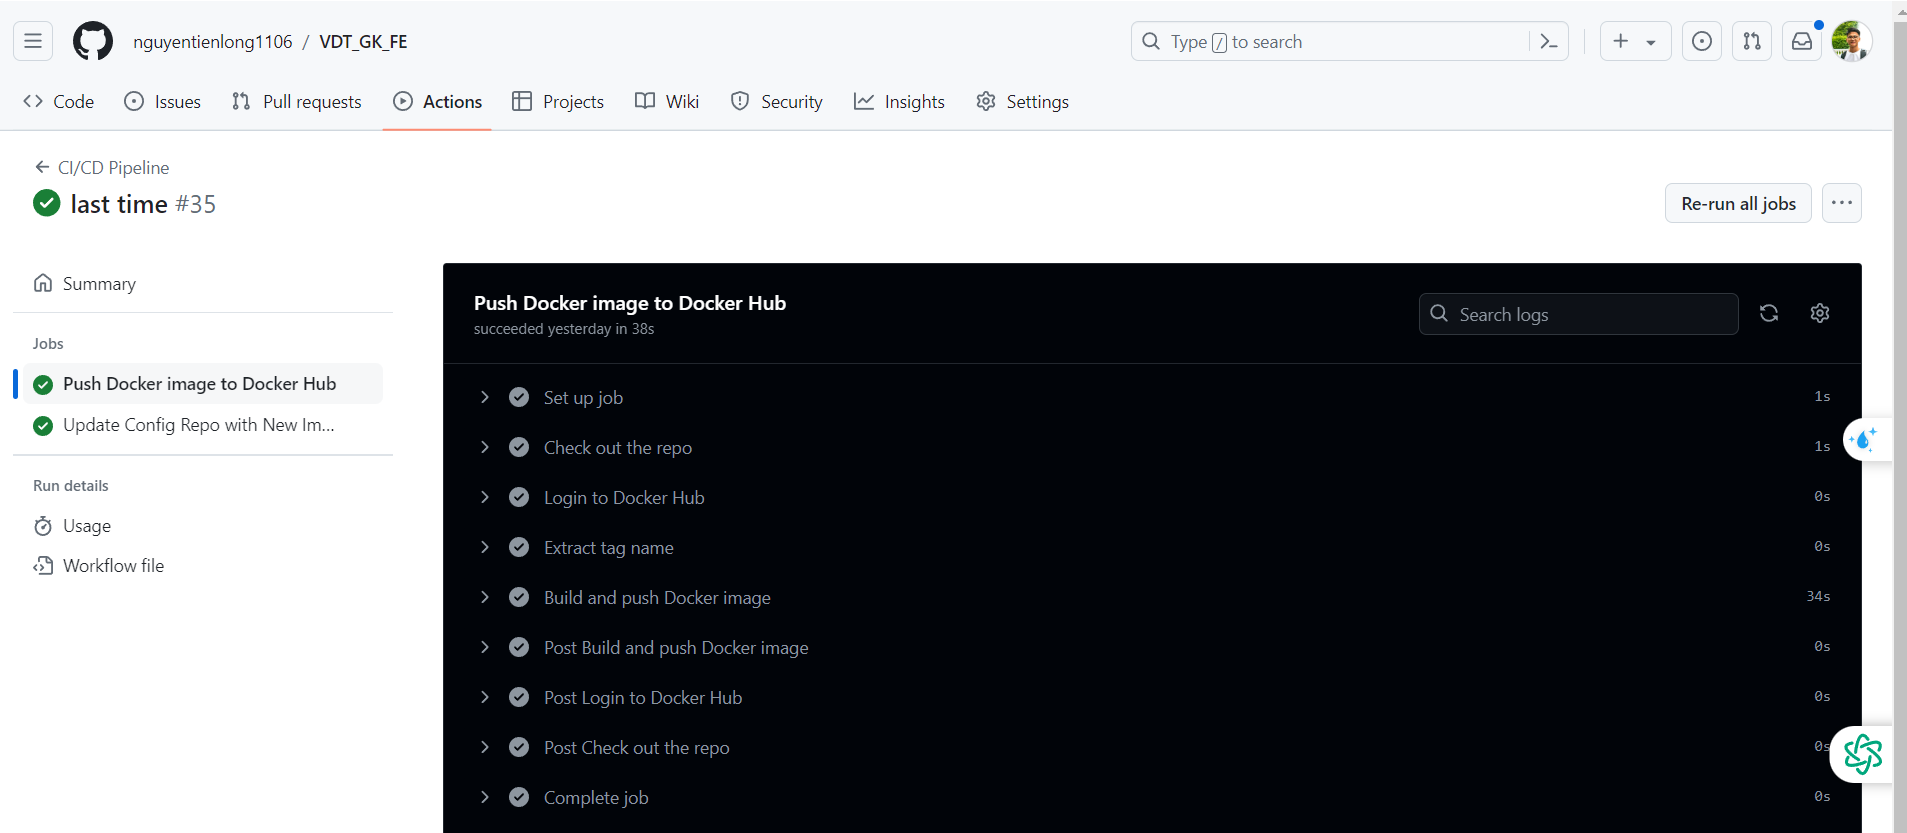 nguyentienlong1106 / VDT_GK_FE
Type / to search
Code Issues Pull requests Actions Projects Wiki Security Insights Settings
CI/CD Pipeline
last time #35
Re-run all jobs
Summary
Jobs
Push Docker image to Docker Hub
Update Config Repo with New Im...
Run details
Usage
Workflow file
Push Docker image to Docker Hub
succeeded yesterday in 38s
Search logs
Set up job 1s
Check out the repo 1s
Login to Docker Hub 0s
Extract tag name 0s
Build and push Docker image 34s
Post Build and push Docker image 0s
Post Login to Docker Hub 0s
Post Check out the repo 0s
Complete job 0s